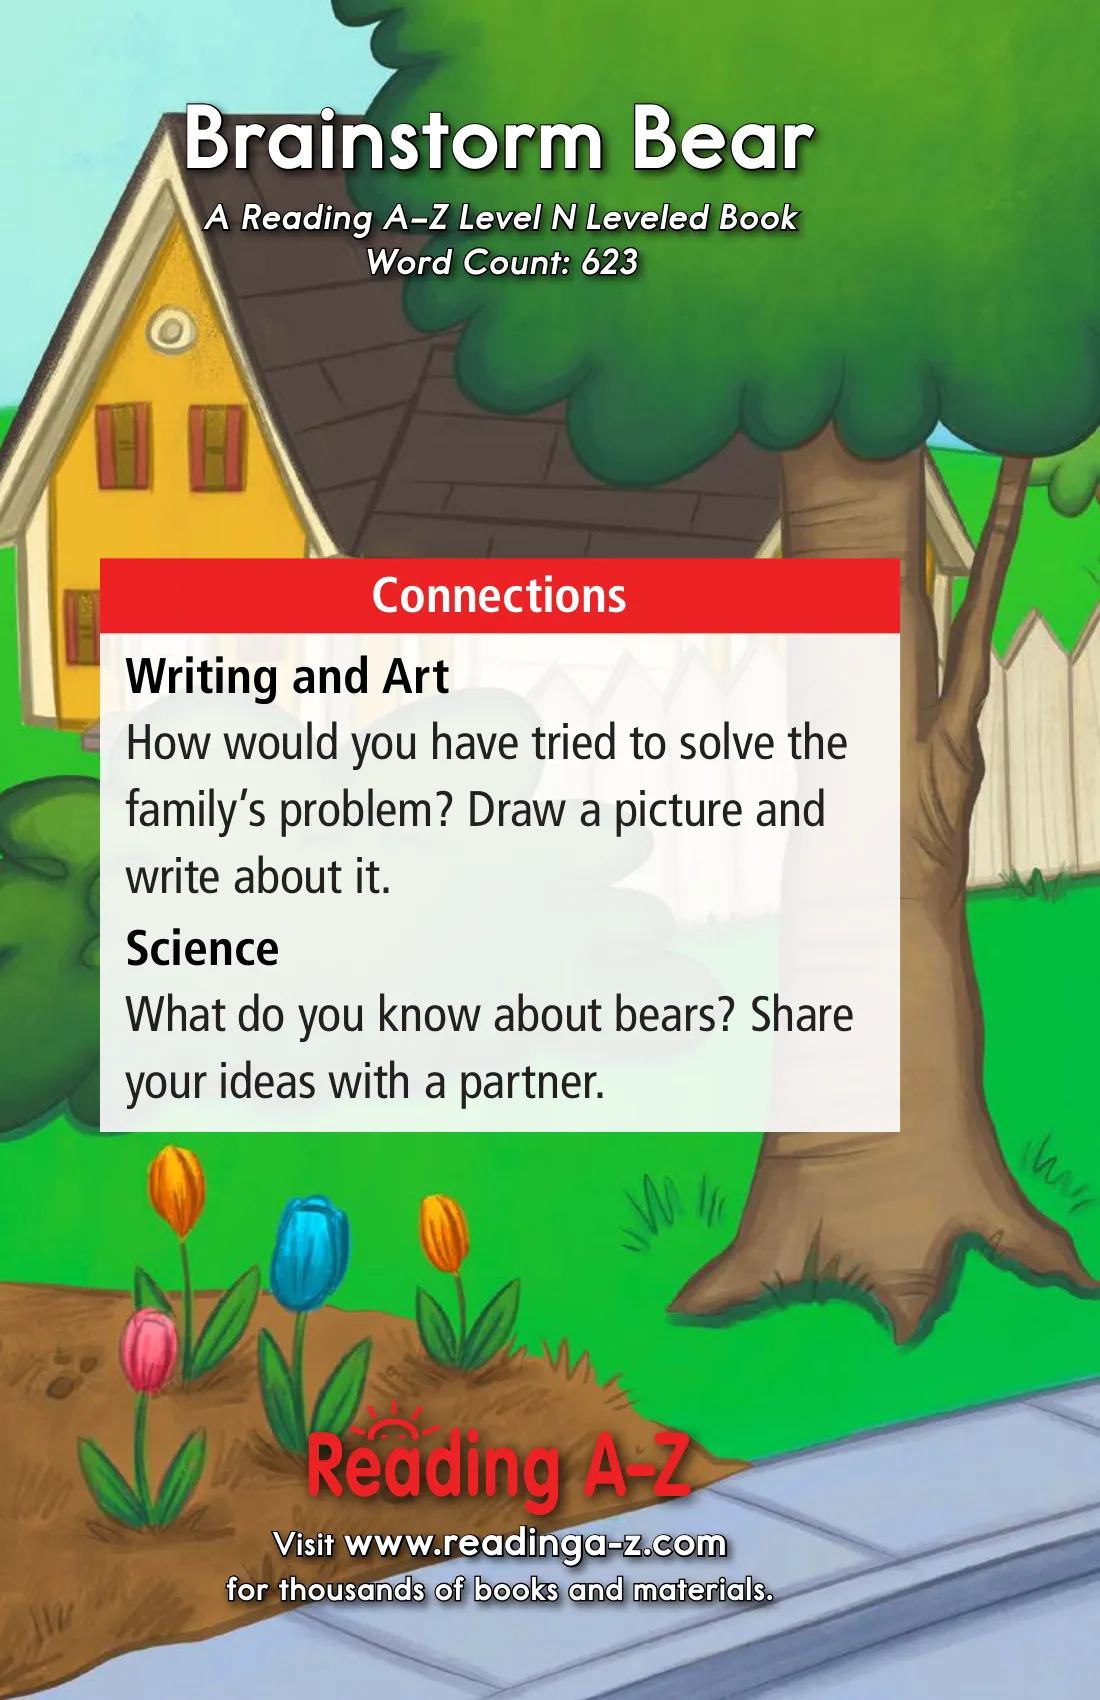 Brainstorm Bear
A Reading A–Z Level N Leveled Book
Word Count: 623
Connections
Writing and Art
How would you have tried to solve the
family’s problem? Draw a picture and
write about it.
Science
What do you know about bears? Share
your ideas with a partner.
Reading A–Z
Visit www.readinga-z.com
for thousands of books and materials.